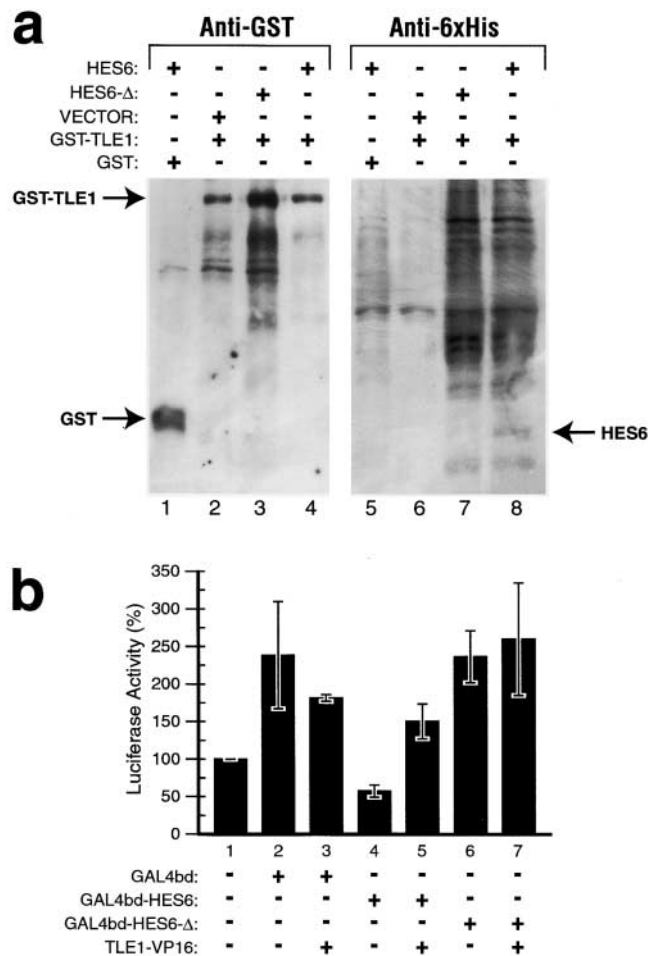 a
Anti-GST Anti-6xHis
HES6: + - - + + - - +
HES6-Δ: - - + - - - + -
VECTOR: - + - - - + - -
GST-TLE1: - + + + - + + +
GST: + - - - + - - -
GST-TLE1
GST
HES6
1 2 3 4 5 6 7 8
b
Luciferase Activity (%)
350
300
250
200
150
100
50
0
1 2 3 4 5 6 7
GAL4bd: - + + - - - -
GAL4bd-HES6: - - - + + - -
GAL4bd-HES6-Δ: - - - - - + +
TLE1-VP16: - - + - + - +